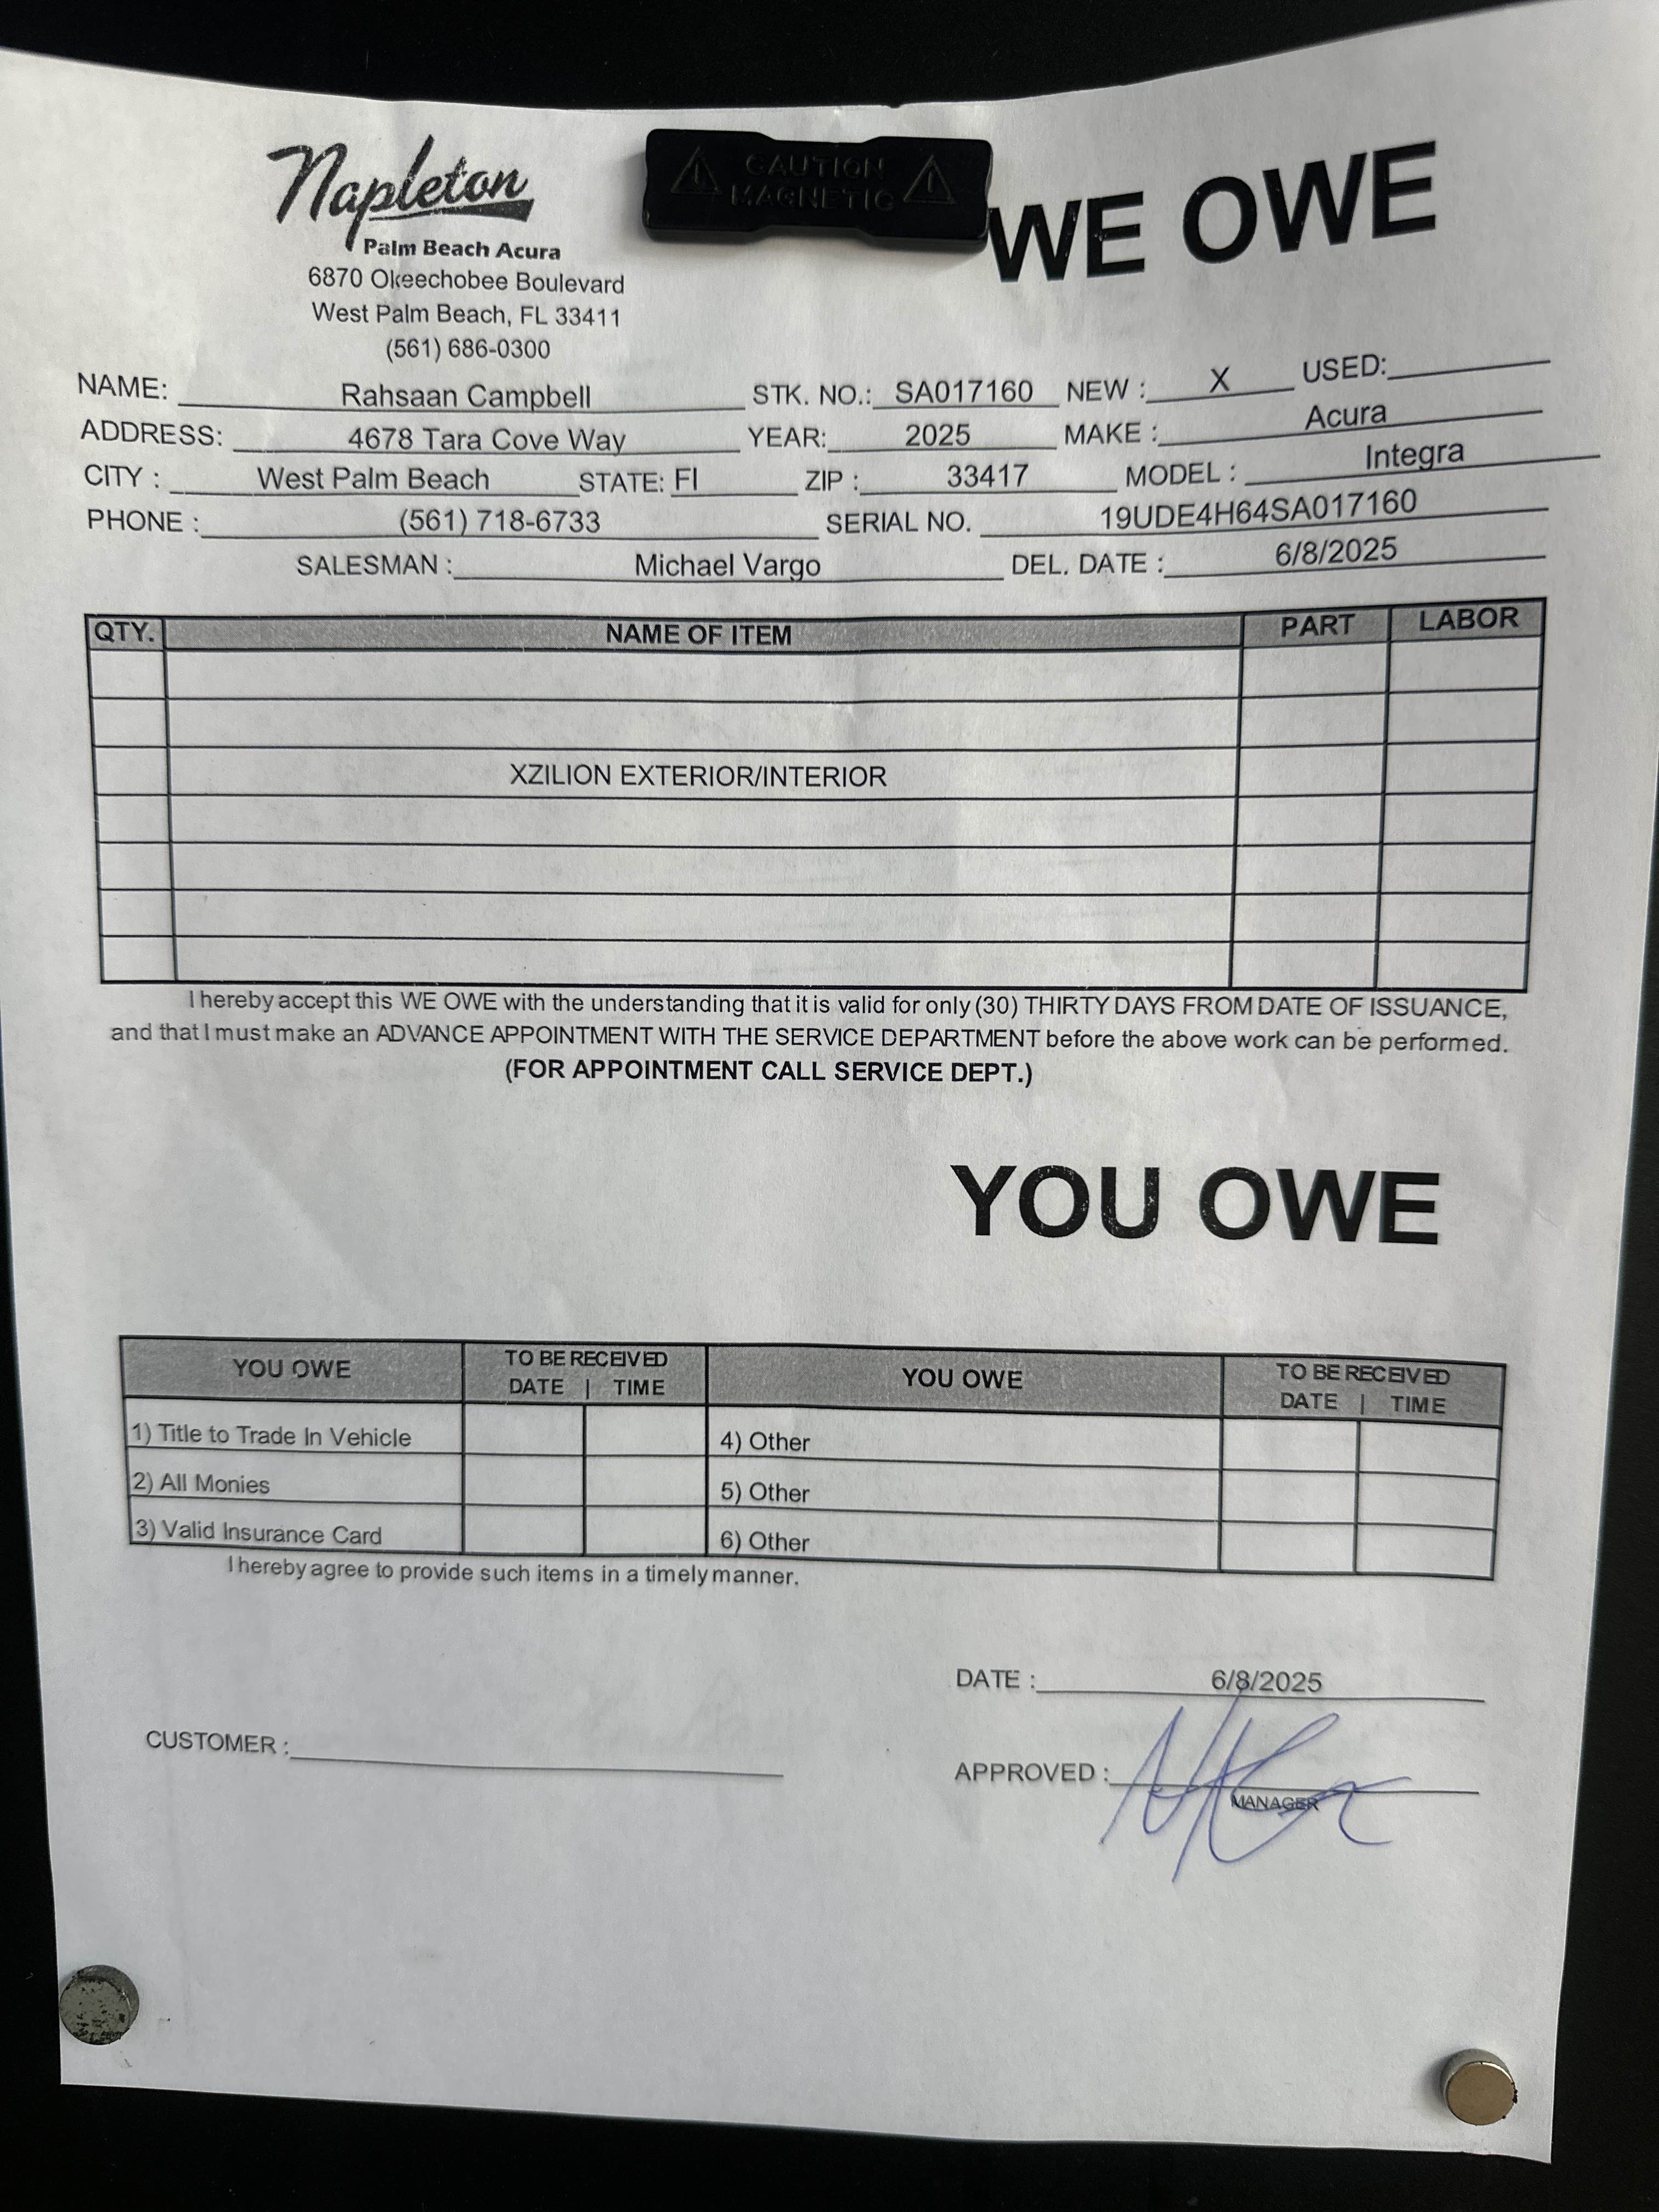 Napleton
Palm Beach Acura
6870 Okeechobee Boulevard
West Palm Beach, FL 33411
(561) 686-0300
CAUTION
MAGNETIC
WE OWE
NAME: Rahsaan Campbell STK. NO.: SA017160 NEW : X USED:
ADDRESS: 4678 Tara Cove Way YEAR: 2025 MAKE : Acura
CITY : West Palm Beach STATE: Fl ZIP : 33417 MODEL : Integra
PHONE : (561) 718-6733 SERIAL NO. 19UDE4H64SA017160
SALESMAN : Michael Vargo DEL. DATE : 6/8/2025
QTY. NAME OF ITEM PART LABOR
XZILION EXTERIOR/INTERIOR
I hereby accept this WE OWE with the understanding that it is valid for only (30) THIRTY DAYS FROM DATE OF ISSUANCE,
and that I must make an ADVANCE APPOINTMENT WITH THE SERVICE DEPARTMENT before the above work can be performed.
(FOR APPOINTMENT CALL SERVICE DEPT.)
YOU OWE
YOU OWE TO BE RECEIVED YOU OWE TO BE RECEIVED
DATE | TIME DATE | TIME
1) Title to Trade In Vehicle 4) Other
2) All Monies 5) Other
3) Valid Insurance Card 6) Other
I hereby agree to provide such items in a timely manner.
DATE : 6/8/2025
CUSTOMER : APPROVED :
MANAGER